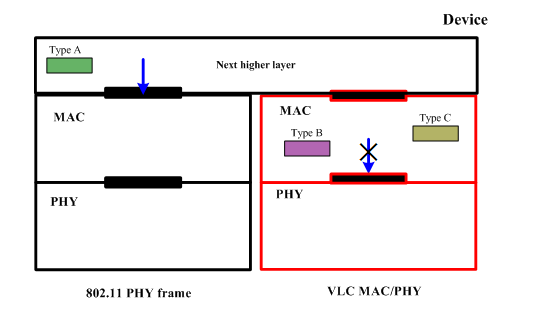 Device
Type A
Next higher layer
MAC
MAC
Type C
Type B
PHY
PHY
802.11 PHY frame
VLC MAC/PHY